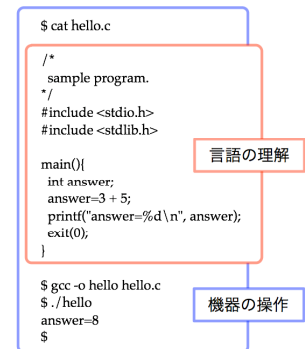 $ cat hello.c
/*
sample program.
*/
#include <stdio.h>
#include <stdlib.h>
main(){
int answer;
answer=3 + 5;
printf("answer=%d\n", answer);
exit(0);
}
言語の理解
$ gcc -o hello hello.c
$ ./hello
answer=8
$
機器の操作